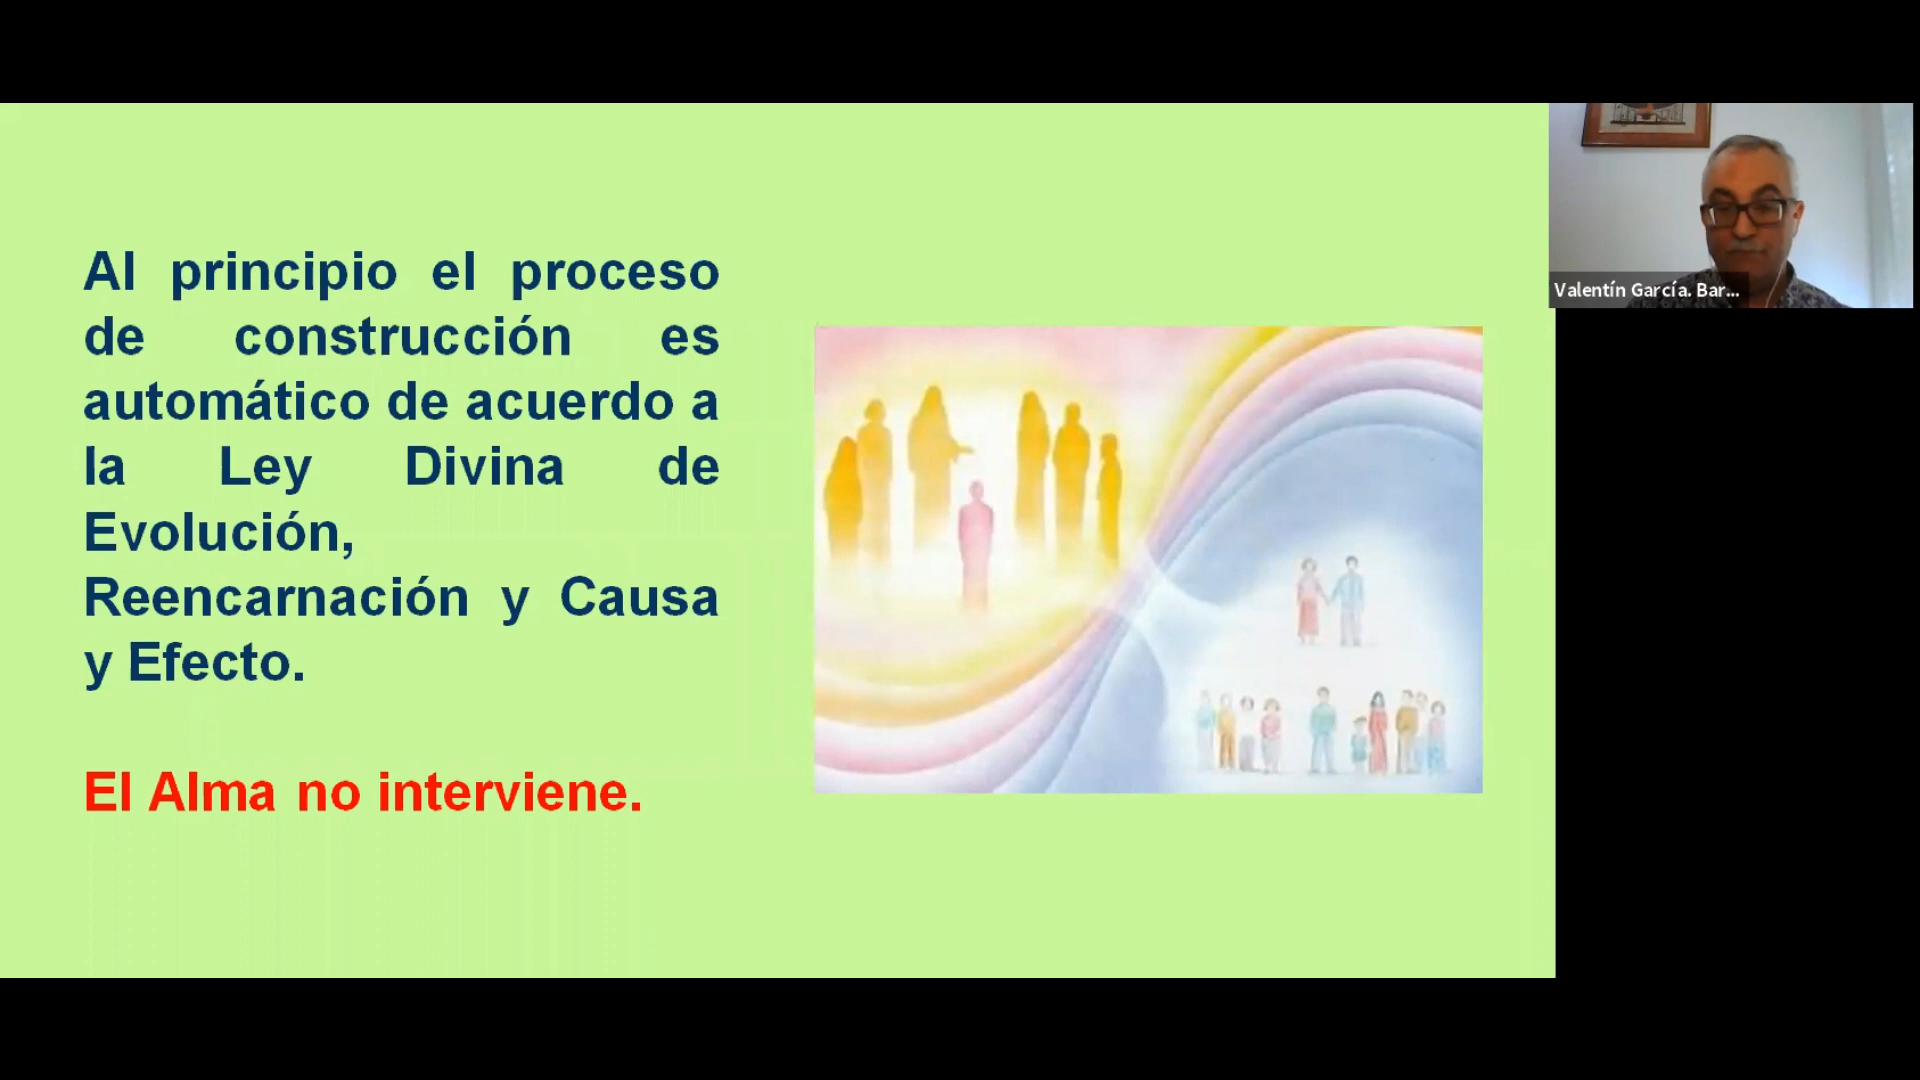 Al principio el proceso
de construcción es
automático de acuerdo a
la Ley Divina de
Evolución,
Reencarnación y Causa
y Efecto.
El Alma no interviene.
Valentín García. Bar...